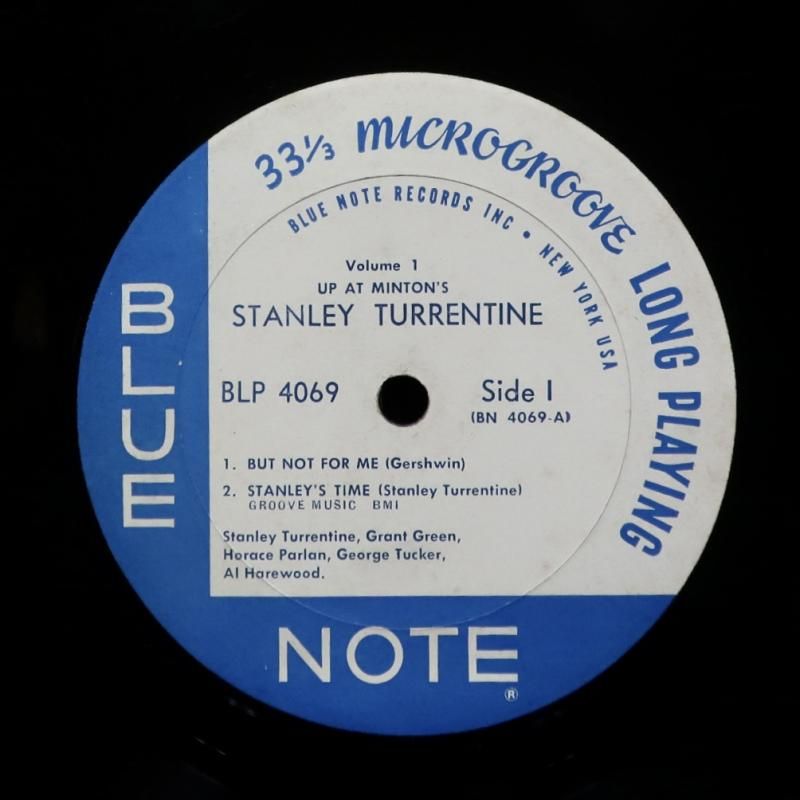 33⅓ MICROGROOVE LONG PLAYING
BLUE NOTE RECORDS INC • NEW YORK USA
Volume 1
UP AT MINTON'S
STANLEY TURRENTINE
BLP 4069
Side 1
(BN 4069-A)
1. BUT NOT FOR ME (Gershwin)
2. STANLEY'S TIME (Stanley Turrentine)
GROOVE MUSIC BMI
Stanley Turrentine, Grant Green,
Horace Parlan, George Tucker,
Al Harewood.
BLUE
NOTE
®